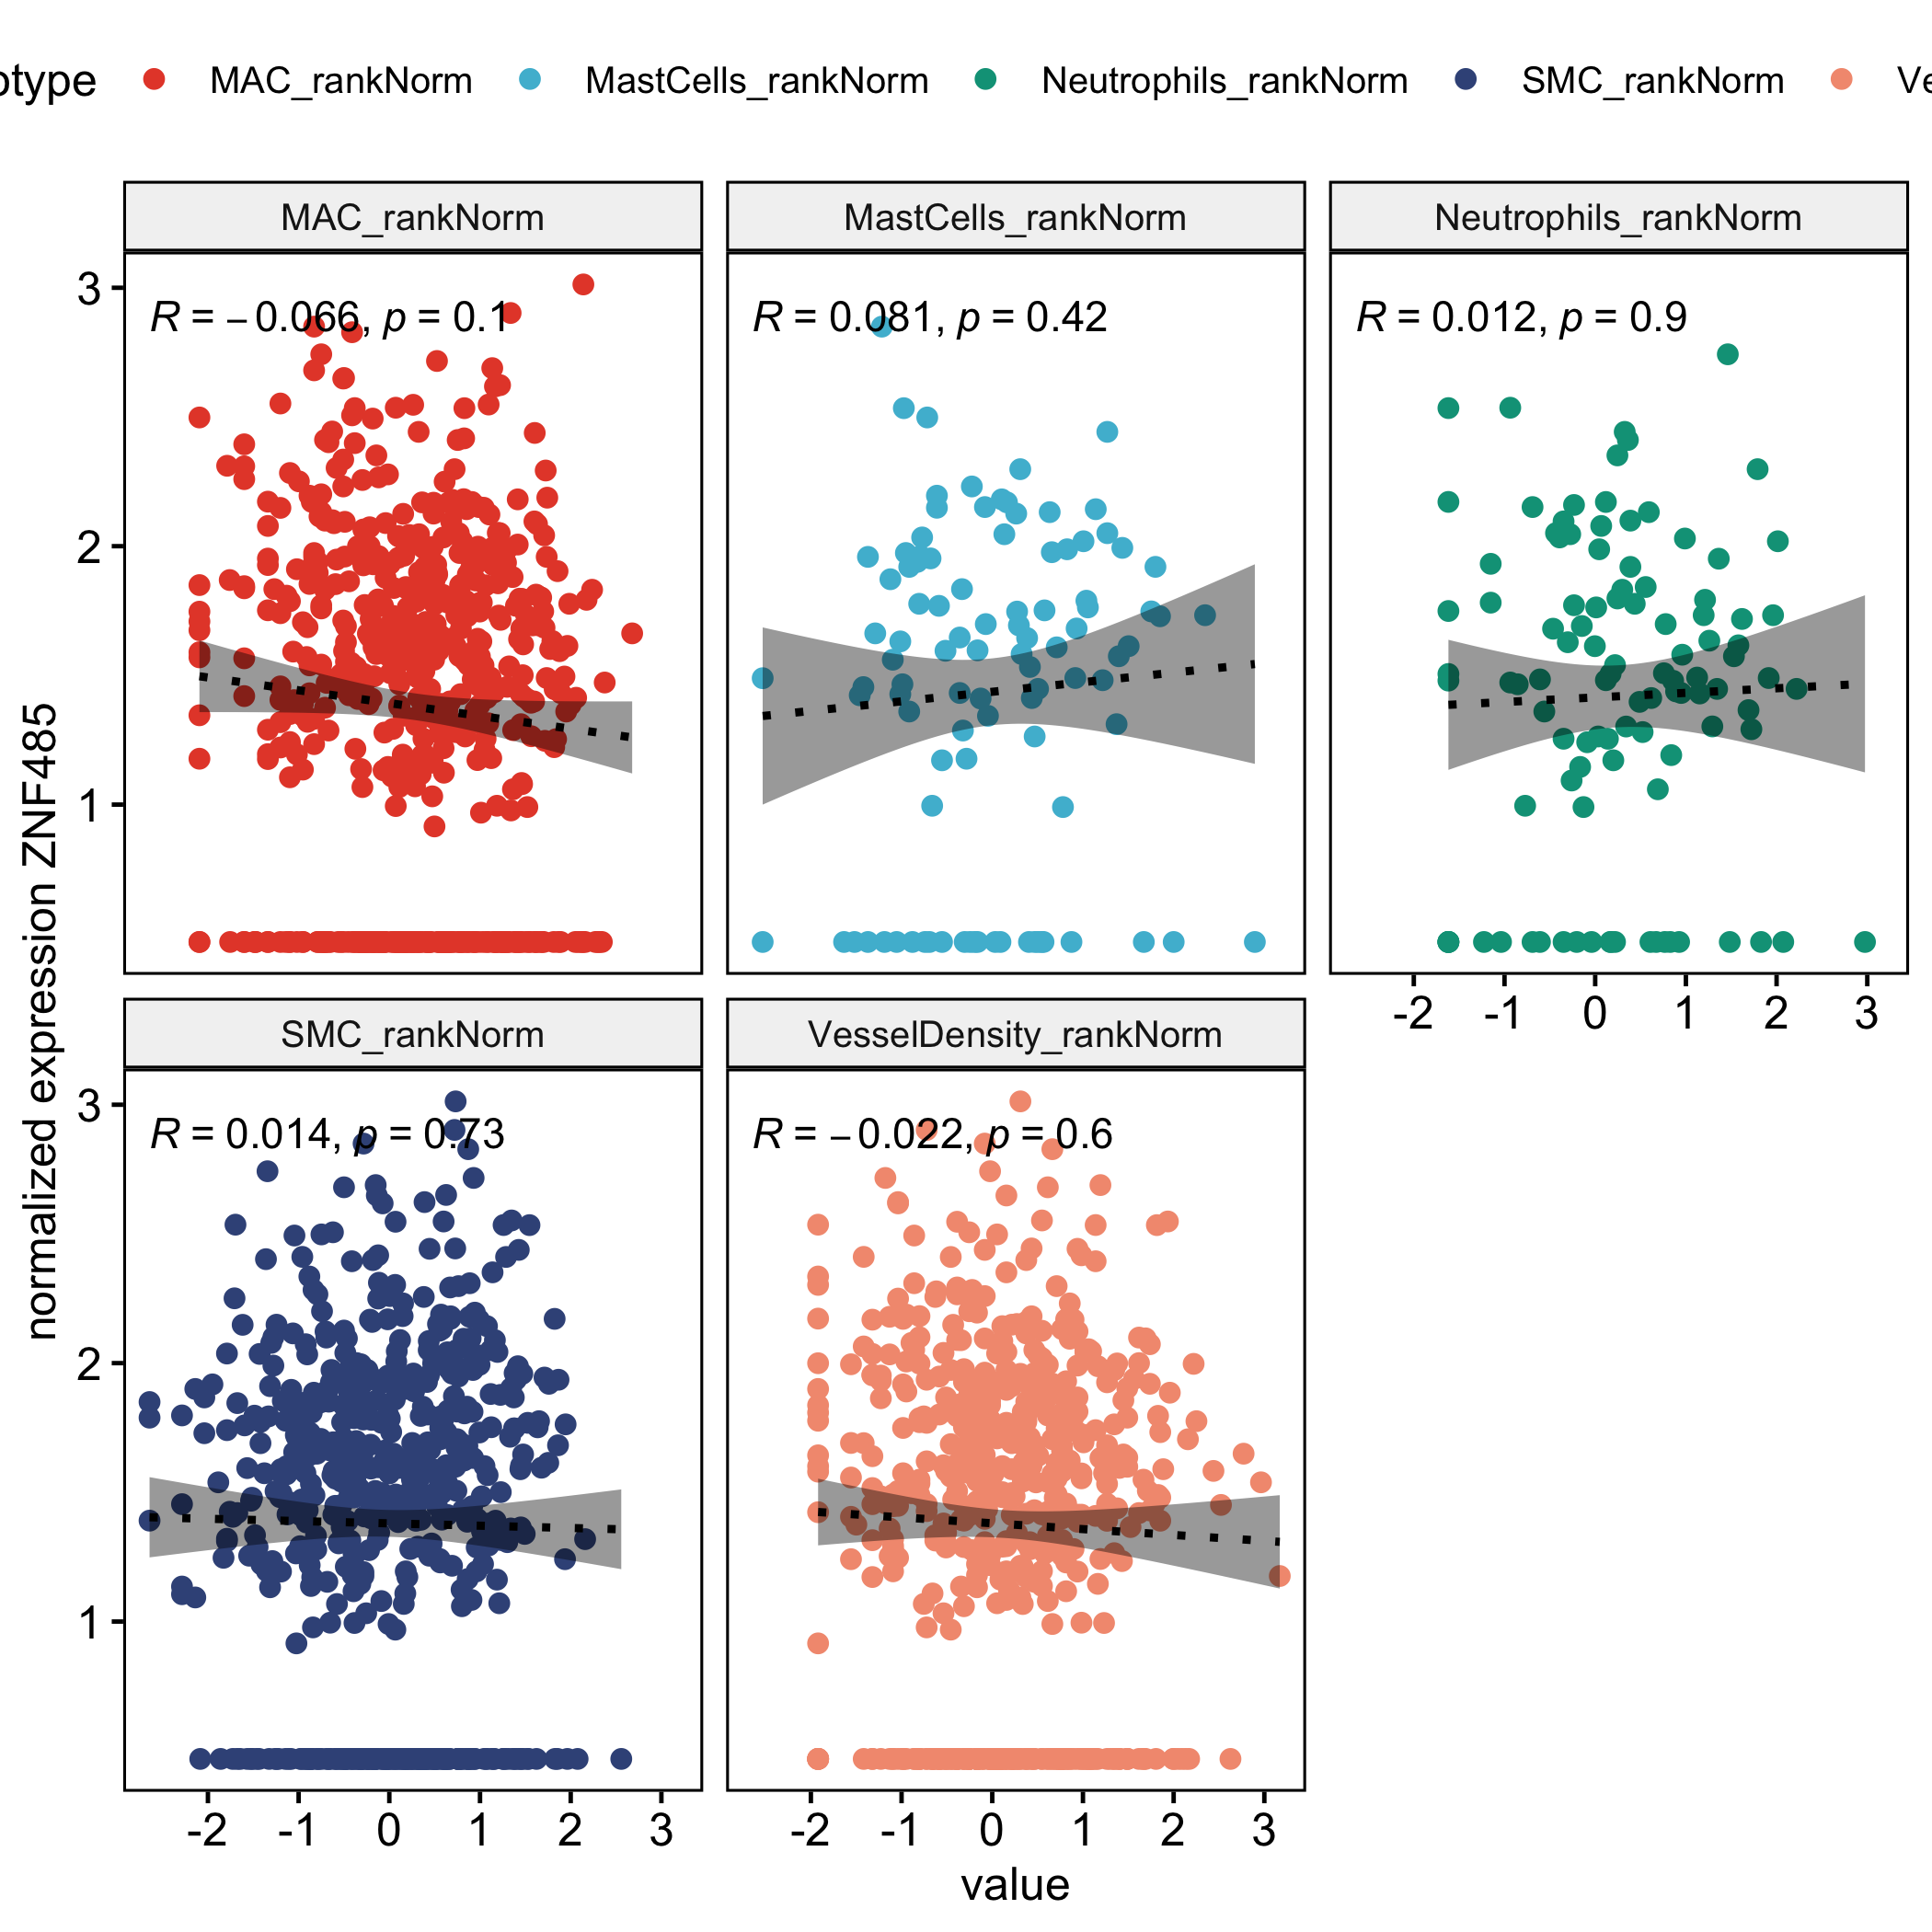 otype MAC_rankNorm MastCells_rankNorm Neutrophils_rankNorm SMC_rankNorm Ve
MAC_rankNorm MastCells_rankNorm Neutrophils_rankNorm
R = −0.066, p = 0.1 R = 0.081, p = 0.42 R = 0.012, p = 0.9
3
2
1
-2 -1 0 1 2 3
normalized expression ZNF485
SMC_rankNorm VesselDensity_rankNorm
R = 0.014, p = 0.73 R = −0.022, p = 0.6
3
2
1
-2 -1 0 1 2 3 -2 -1 0 1 2 3
value